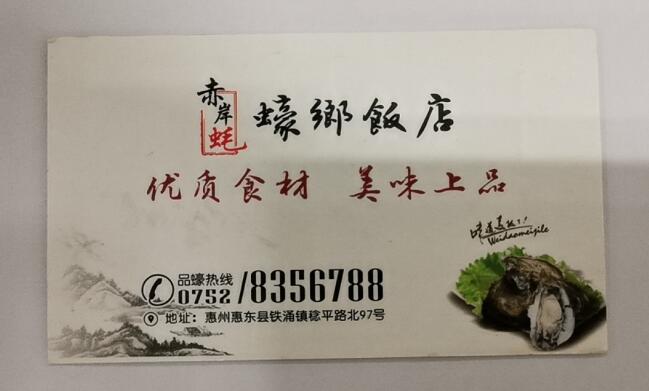 赤岸蚝
蠔鄉飯店
优质食材 美味上品
味道美极了!
Weidaomeijile
品蠔热线
0752/8356788
地址:惠州惠东县铁涌镇稔平路北97号